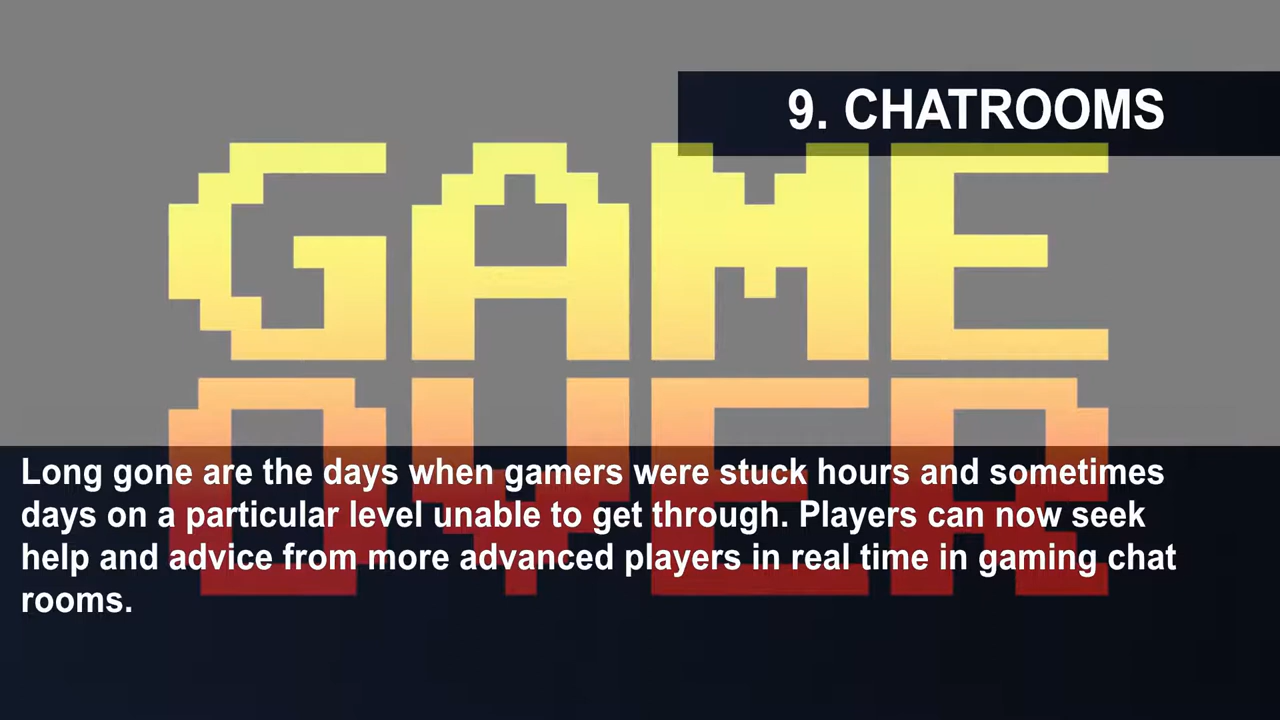 9. CHATROOMS
GAME
OVER
Long gone are the days when gamers were stuck hours and sometimes
days on a particular level unable to get through. Players can now seek
help and advice from more advanced players in real time in gaming chat
rooms.